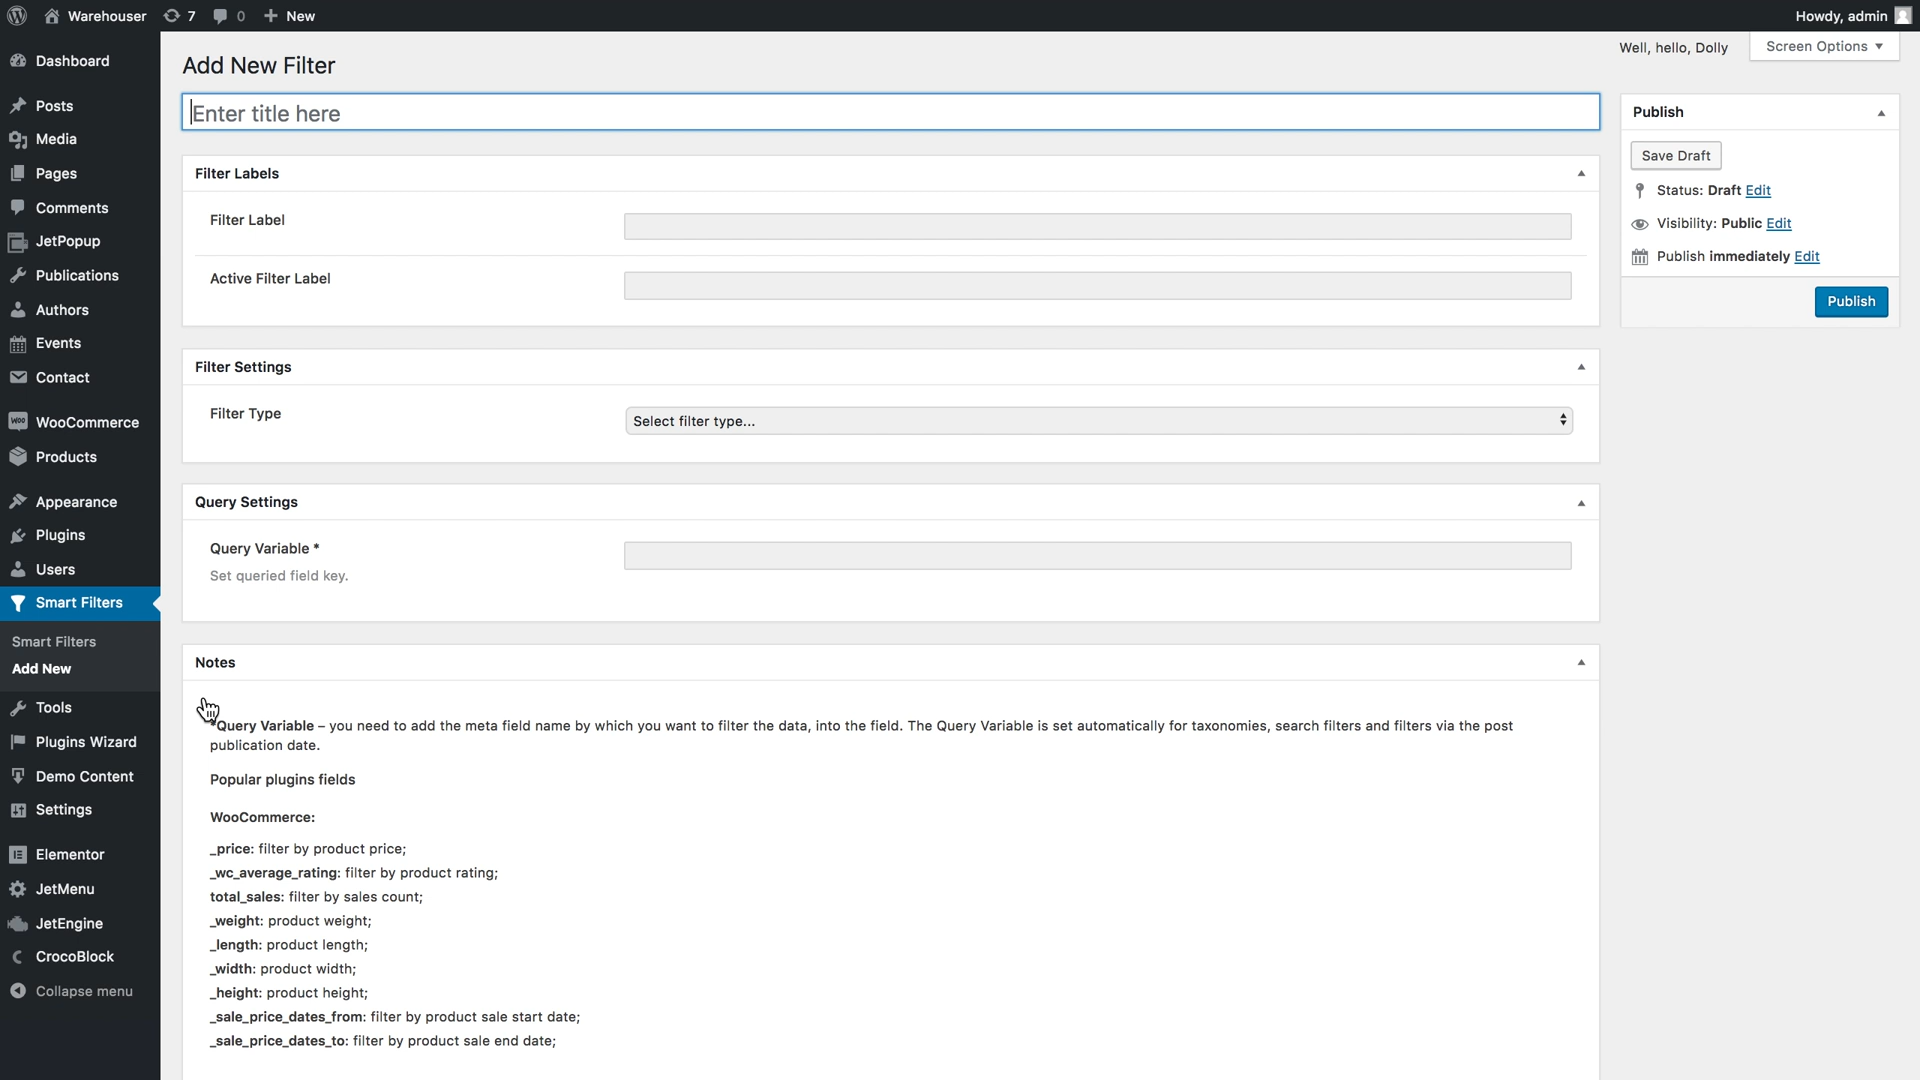 Warehouser 7 0 New Howdy, admin
Well, hello, Dolly Screen Options
Dashboard
Posts
Media
Pages
Comments
JetPopup
Publications
Authors
Events
Contact
WooCommerce
Products
Appearance
Plugins
Users
Smart Filters
Smart Filters
Add New
Tools
Plugins Wizard
Demo Content
Settings
Elementor
JetMenu
JetEngine
CrocoBlock
Collapse menu
Add New Filter
Enter title here
Filter Labels
Filter Label
Active Filter Label
Filter Settings
Filter Type Select filter type...
Query Settings
Query Variable *
Set queried field key.
Notes
*Query Variable – you need to add the meta field name by which you want to filter the data, into the field. The Query Variable is set automatically for taxonomies, search filters and filters via the post
publication date.
Popular plugins fields
WooCommerce:
_price: filter by product price;
_wc_average_rating: filter by product rating;
total_sales: filter by sales count;
_weight: product weight;
_length: product length;
_width: product width;
_height: product height;
_sale_price_dates_from: filter by product sale start date;
_sale_price_dates_to: filter by product sale end date;
Publish
Save Draft
Status: Draft Edit
Visibility: Public Edit
Publish immediately Edit
Publish